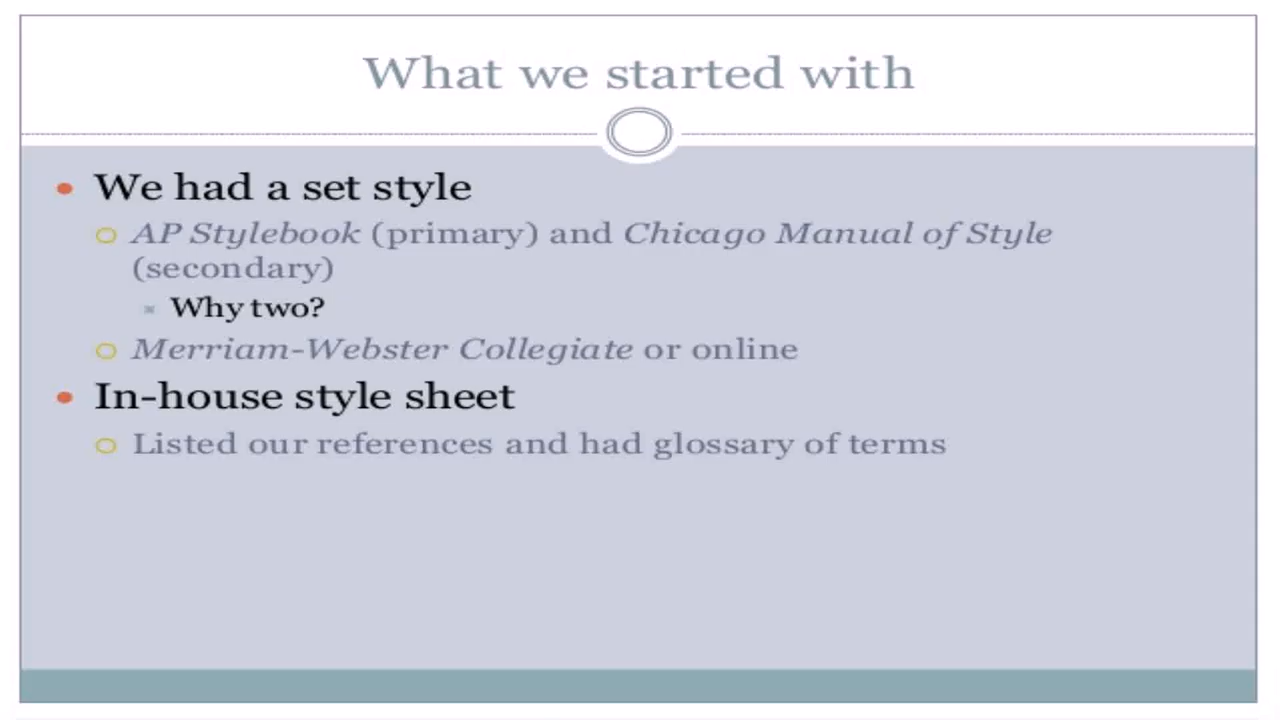 What we started with
We had a set style
AP Stylebook (primary) and Chicago Manual of Style
(secondary)
Why two?
Merriam-Webster Collegiate or online
In-house style sheet
Listed our references and had glossary of terms